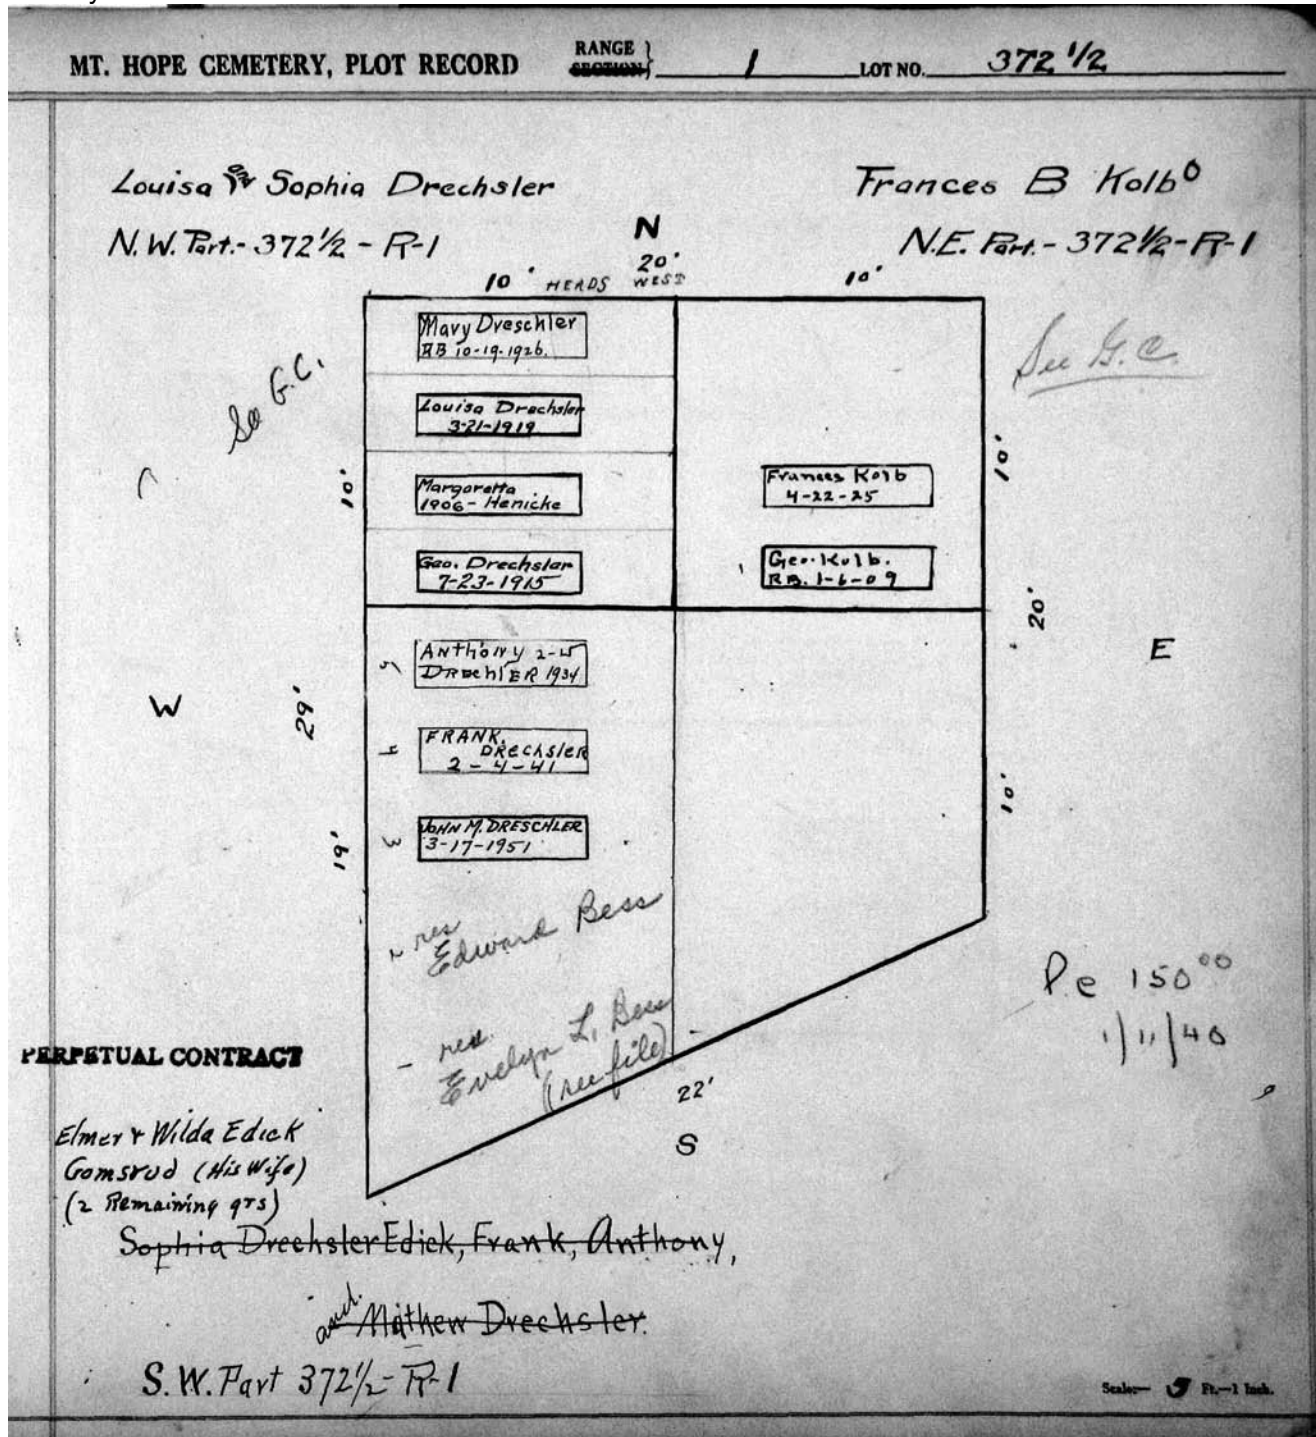 MT. HOPE CEMETERY, PLOT RECORD RANGE SECTION } 1 LOT NO. 372 1/2
Louisa Sophia Drechsler
Frances B Kolb
N.W. Part.- 372 1/2 - R-1
N.E. Part.- 372 1/2 - R-1
N
20'
10' HEADS WEST
10'
Mary Dreschler
RB 10-19-1926.
See G.C.
See G.C.
Louisa Drechsler
3-21-1919
10'
10'
Margaretta
1906 - Henicke
Frances Kolb
4-22-25
Geo. Drechsler
7-23-1915
Geo. Kolb.
R.B. 1-6-09
20'
5
Anthony 2-15
DRechlER 1934
E
W
29'
4
FRANK.
DRechsleR
2-4-41
10'
19'
3
JOHN M. DRESCHLER
3-17-1951
res
Edward Bess
res.
Evelyn L. Bess
(see file)
P.c 150 00
1/11/40
PERPETUAL CONTRACT
22'
S
Elmer & Wilda Edick
Gomsrud (His Wife)
(2 Remaining grs)
Sophia Drechsler Edick, Frank, Anthony,
and Mathew Drechsler.
S.W. Part 372 1/2 - R-1
Scale:— 5 Ft.—1 Inch.